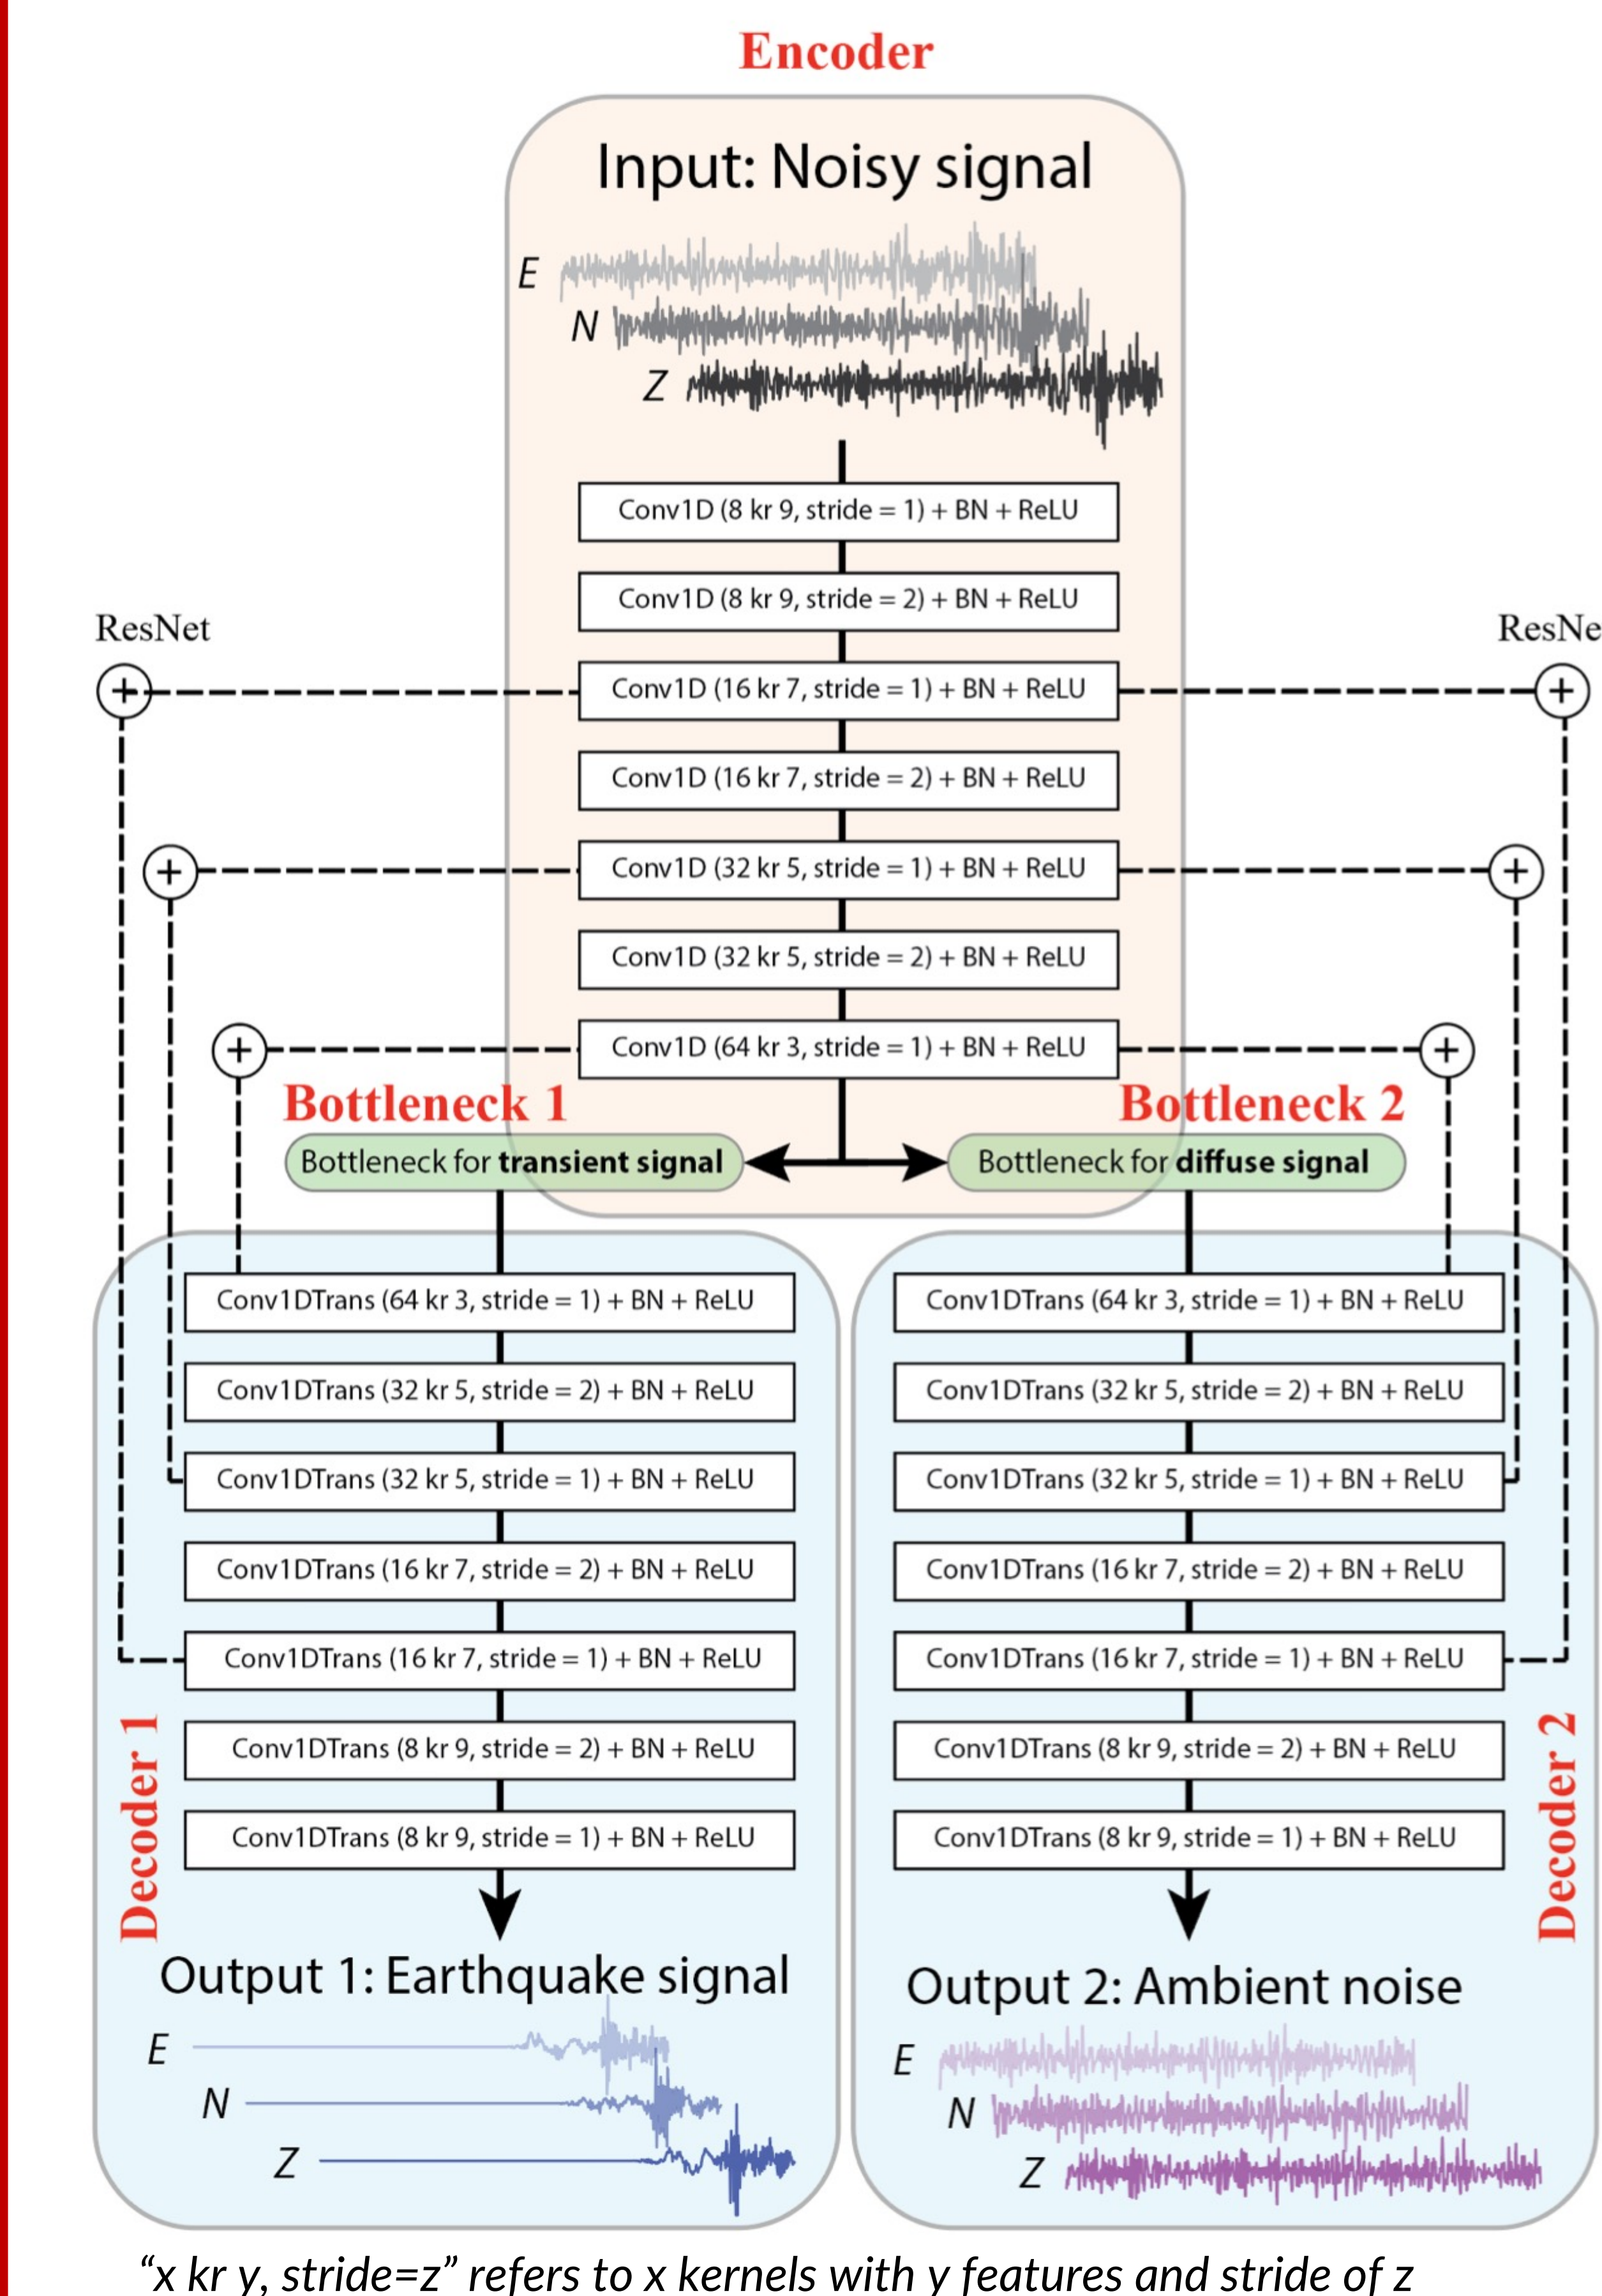 Encoder
Input: Noisy signal
E
N
Z
Conv1D (8 kr 9, stride = 1) + BN + ReLU
Conv1D (8 kr 9, stride = 2) + BN + ReLU
ResNet
ResNe
+
Conv1D (16 kr 7, stride = 1) + BN + ReLU
+
Conv1D (16 kr 7, stride = 2) + BN + ReLU
+
Conv1D (32 kr 5, stride = 1) + BN + ReLU
+
Conv1D (32 kr 5, stride = 2) + BN + ReLU
+
Conv1D (64 kr 3, stride = 1) + BN + ReLU
+
Bottleneck 1
Bottleneck 2
Bottleneck for transient signal
Bottleneck for diffuse signal
Conv1DTrans (64 kr 3, stride = 1) + BN + ReLU
Conv1DTrans (32 kr 5, stride = 2) + BN + ReLU
Conv1DTrans (32 kr 5, stride = 1) + BN + ReLU
Conv1DTrans (16 kr 7, stride = 2) + BN + ReLU
Conv1DTrans (16 kr 7, stride = 1) + BN + ReLU
Conv1DTrans (8 kr 9, stride = 2) + BN + ReLU
Conv1DTrans (8 kr 9, stride = 1) + BN + ReLU
Decoder 1
Output 1: Earthquake signal
E
N
Z
Conv1DTrans (64 kr 3, stride = 1) + BN + ReLU
Conv1DTrans (32 kr 5, stride = 2) + BN + ReLU
Conv1DTrans (32 kr 5, stride = 1) + BN + ReLU
Conv1DTrans (16 kr 7, stride = 2) + BN + ReLU
Conv1DTrans (16 kr 7, stride = 1) + BN + ReLU
Conv1DTrans (8 kr 9, stride = 2) + BN + ReLU
Conv1DTrans (8 kr 9, stride = 1) + BN + ReLU
Decoder 2
Output 2: Ambient noise
E
N
Z
“x kr y, stride=z” refers to x kernels with y features and stride of z